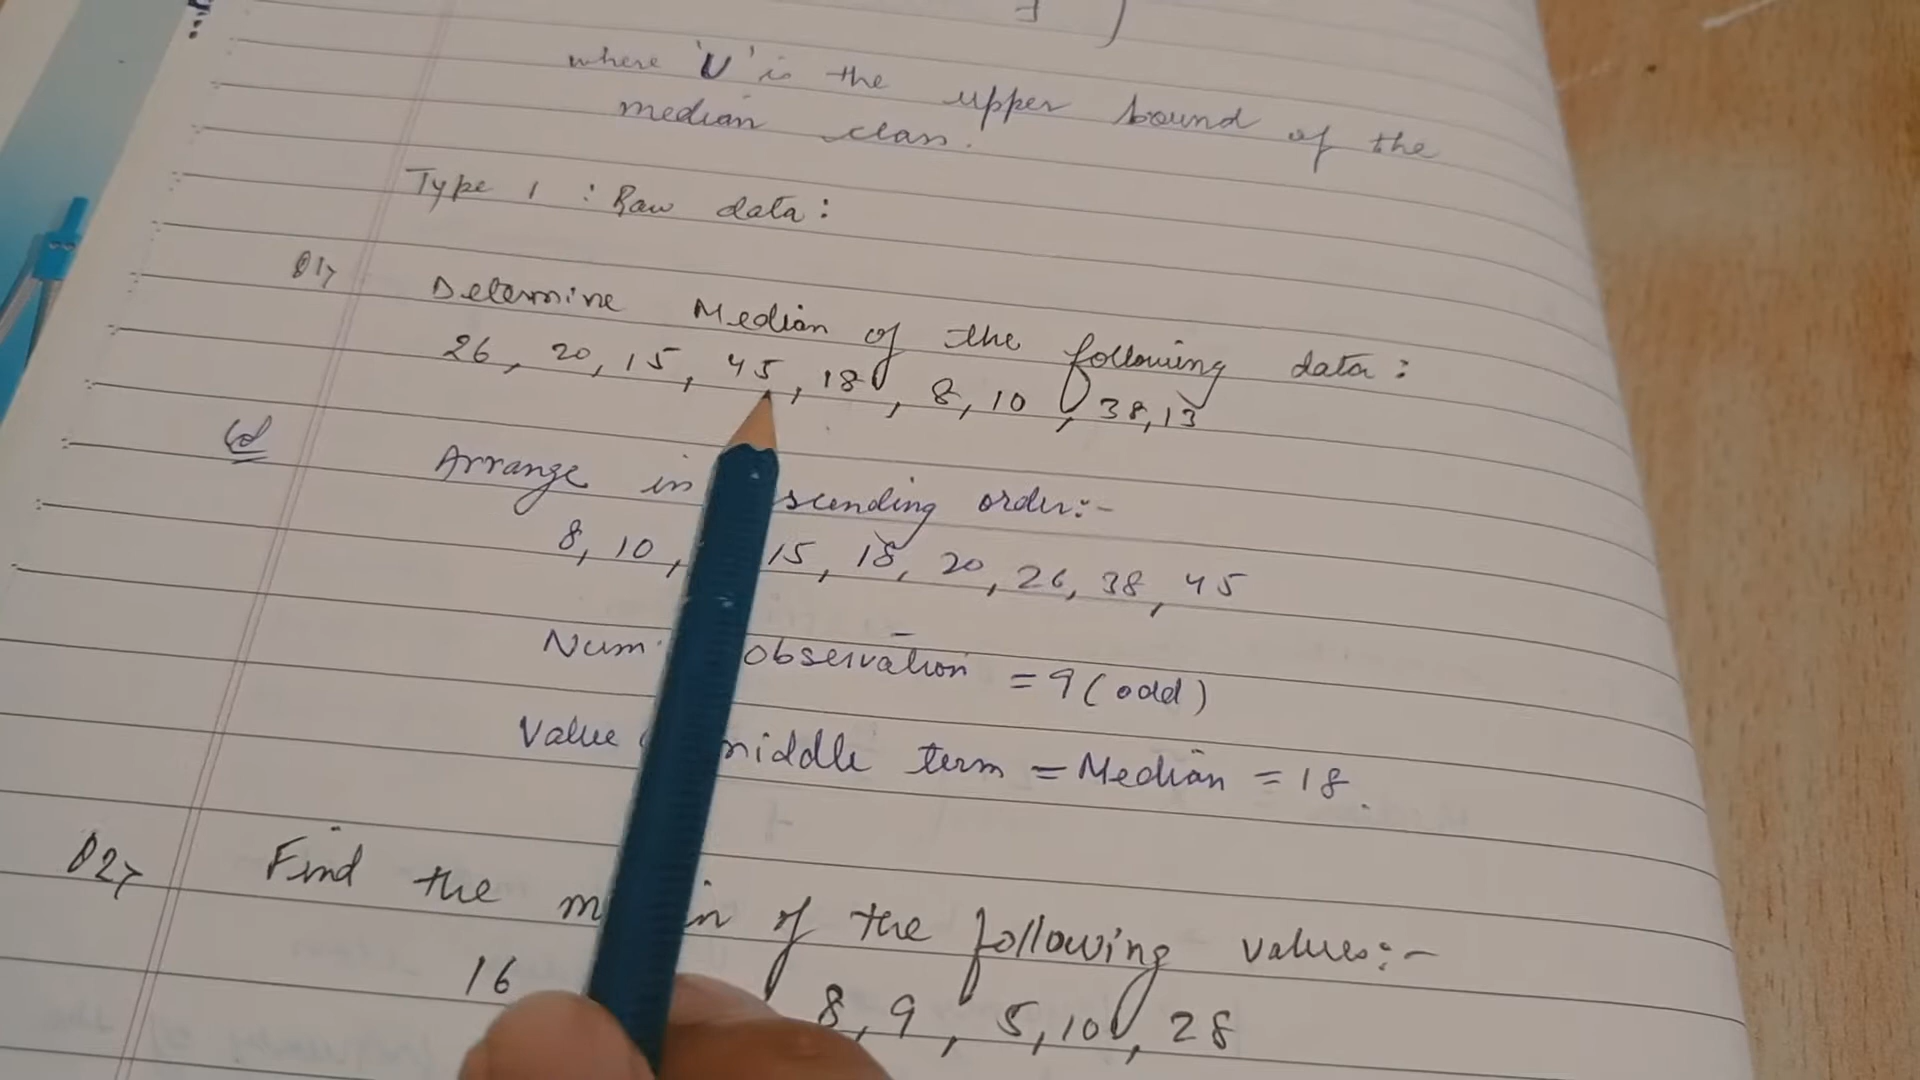 where 'U' is the upper bound of the
median class.
Type 1 : Raw data:
Q1>
Determine Median of the following data:
26, 20, 15, 45, 18, 8, 10, 38, 13
Arrange in scending order:-
8, 10, 15, 18, 20, 26, 38, 45
Num observation = 9 (odd)
Value middle term = Median = 18.
Q2> Find the of the following values:-
16 8, 9, 5, 10, 28